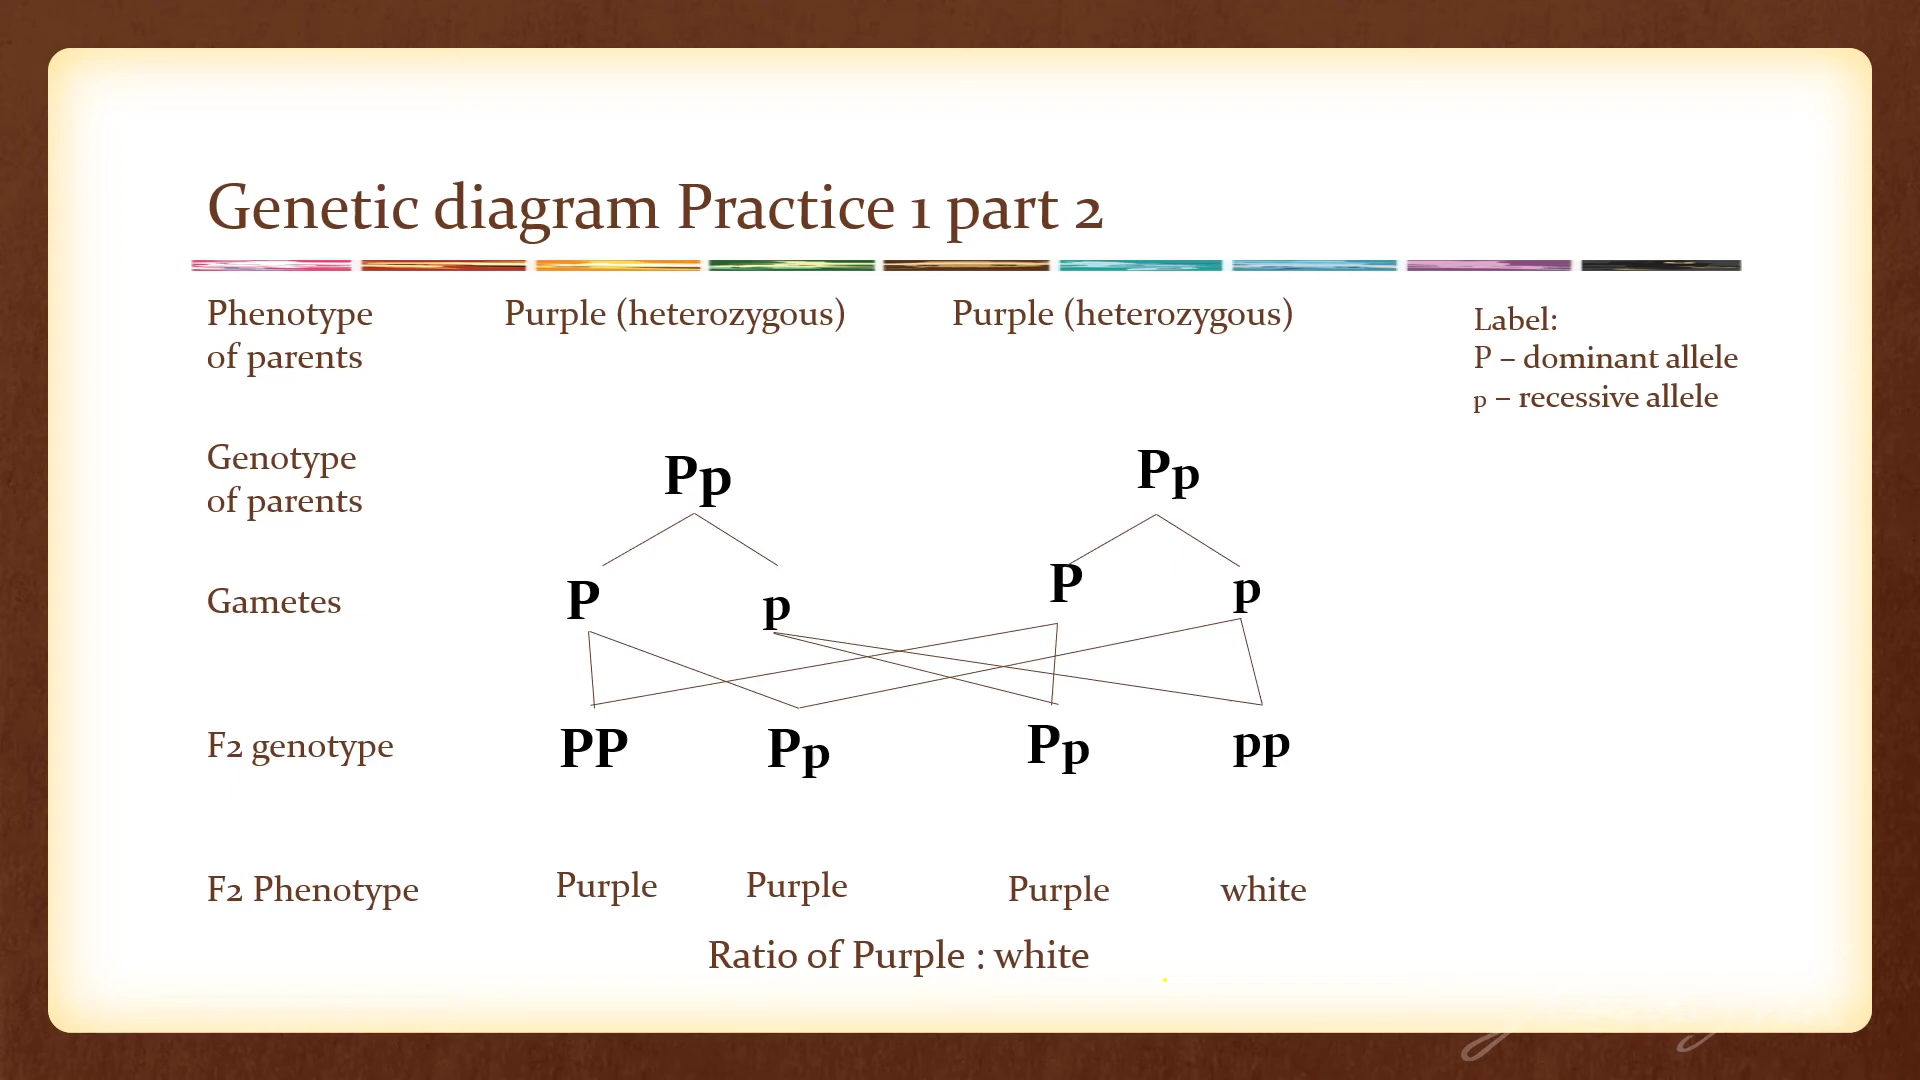 Genetic diagram Practice 1 part 2
Phenotype Purple (heterozygous) Purple (heterozygous)
of parents
Label:
P – dominant allele
p – recessive allele
Genotype
of parents
Pp Pp
Gametes P p P p
F2 genotype PP Pp Pp pp
F2 Phenotype Purple Purple Purple white
Ratio of Purple : white